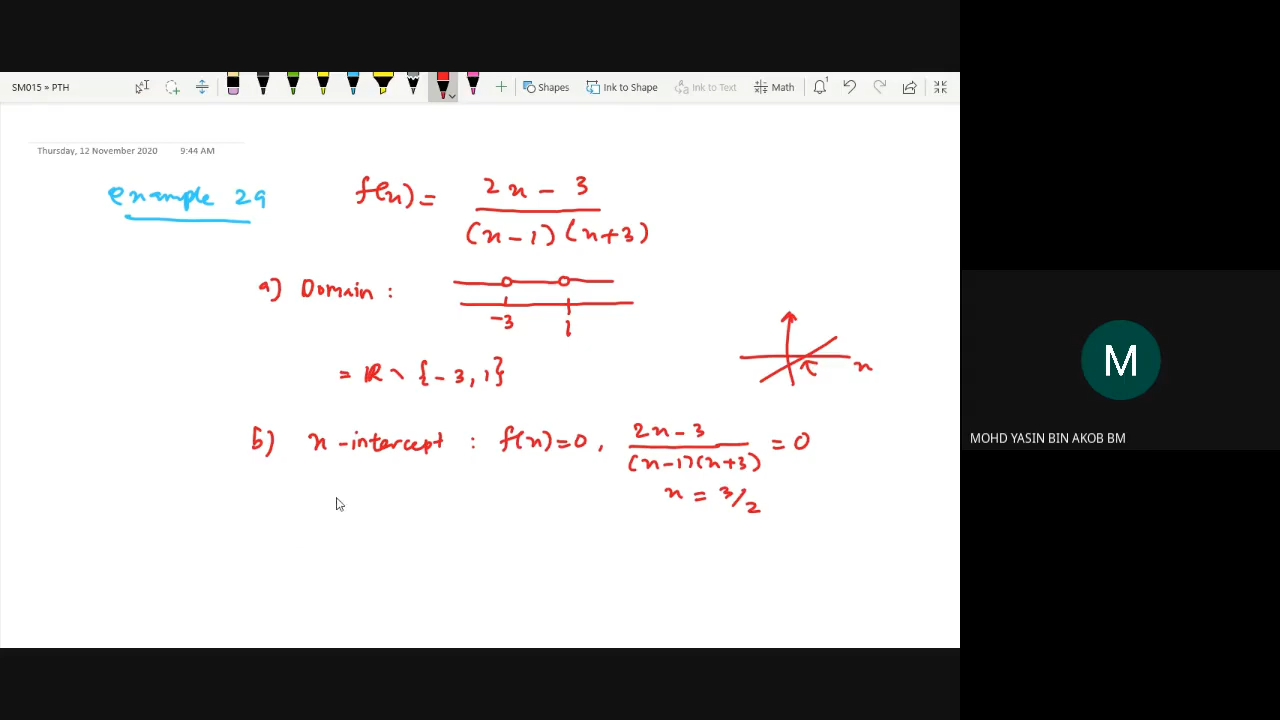 SM015 » PTH
Shapes Ink to Shape Ink to Text Math
Thursday, 12 November 2020 9:44 AM
example 29
f(x) = 2x - 3 / (x-1)(x+3)
a) Domain :
-3 1
= ℝ \ {-3, 1}
x
b) x-intercept : f(x)=0, 2x-3 / (x-1)(x+3) = 0
x = 3/2
M
MOHD YASIN BIN AKOB BM